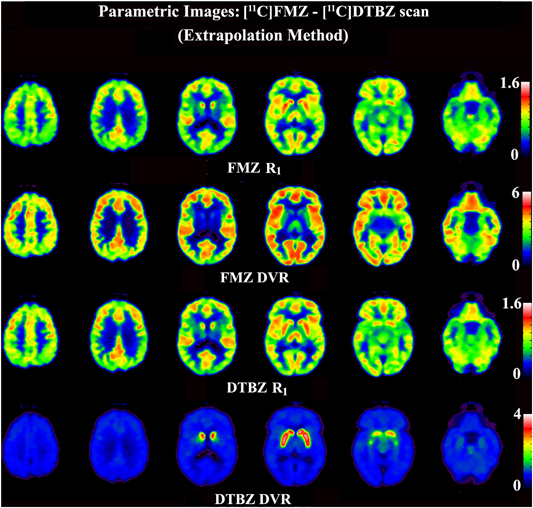 Parametric Images: [¹¹C]FMZ - [¹¹C]DTBZ scan
(Extrapolation Method)
1.6
0
FMZ R₁
6
0
FMZ DVR
1.6
0
DTBZ R₁
4
0
DTBZ DVR